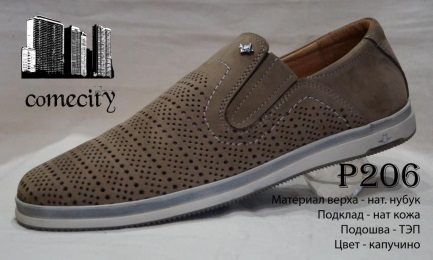 comecity
P206
Материал верха - нат. нубук
Подклад - нат кожа
Подошва - ТЭП
Цвет - капучино